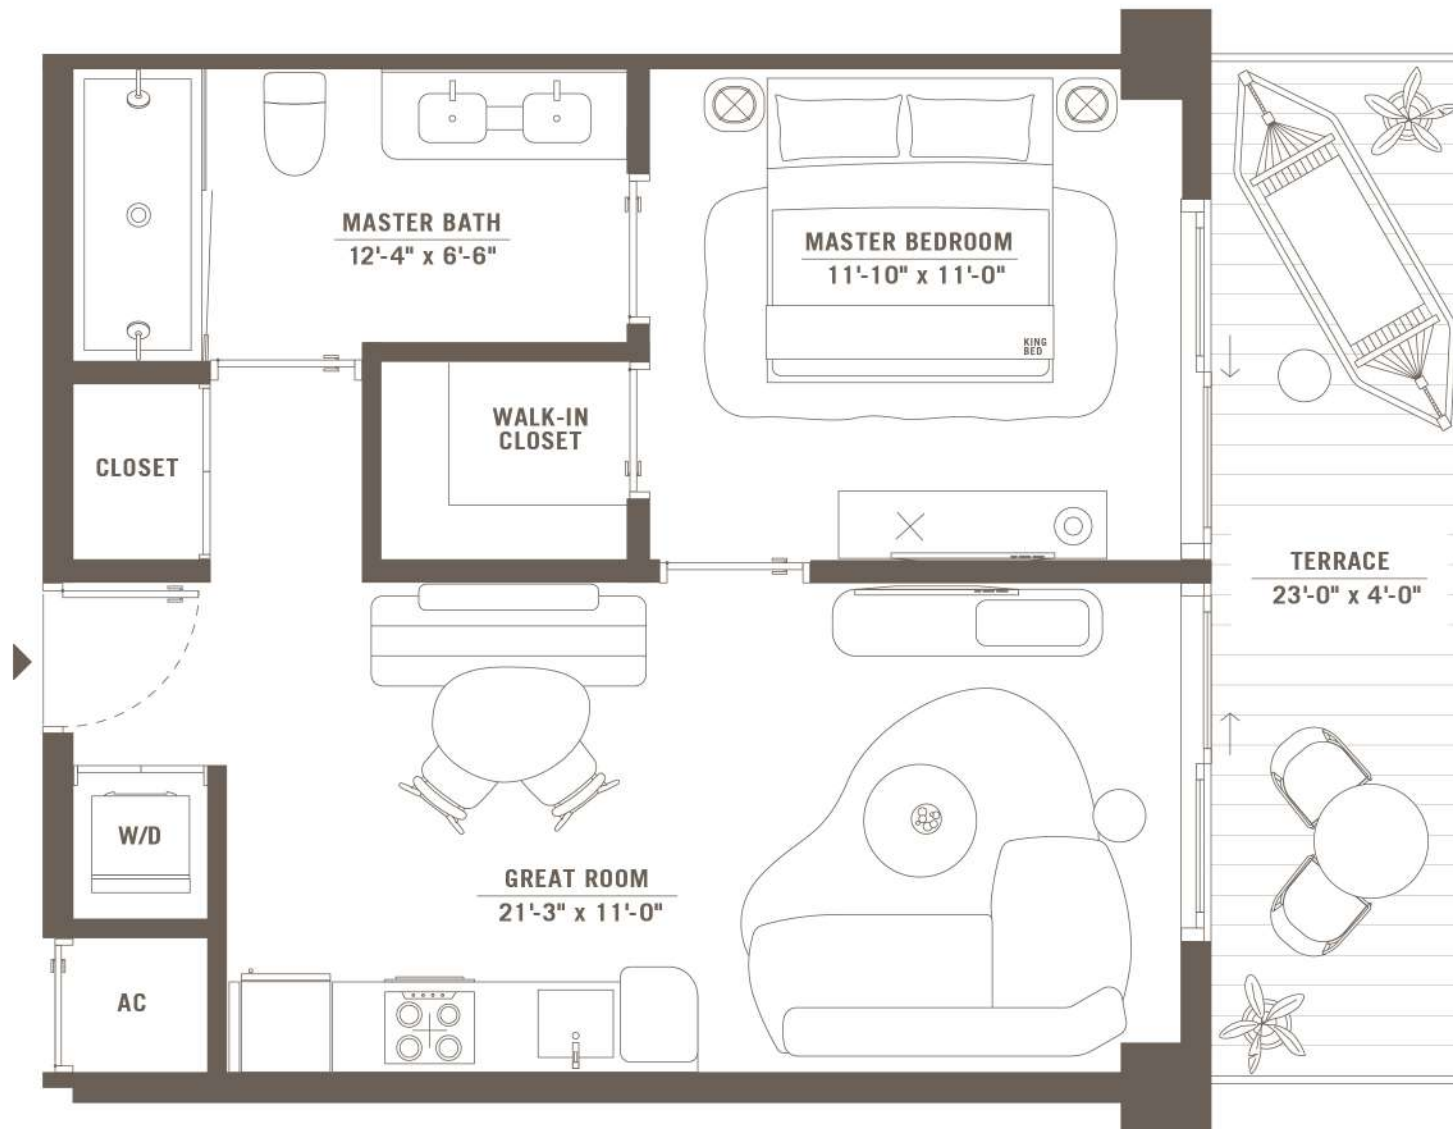 MASTER BATH
12'-4" x 6'-6"
MASTER BEDROOM
11'-10" x 11'-0"
KING
BED
WALK-IN
CLOSET
CLOSET
TERRACE
23'-0" x 4'-0"
W/D
GREAT ROOM
21'-3" x 11'-0"
AC